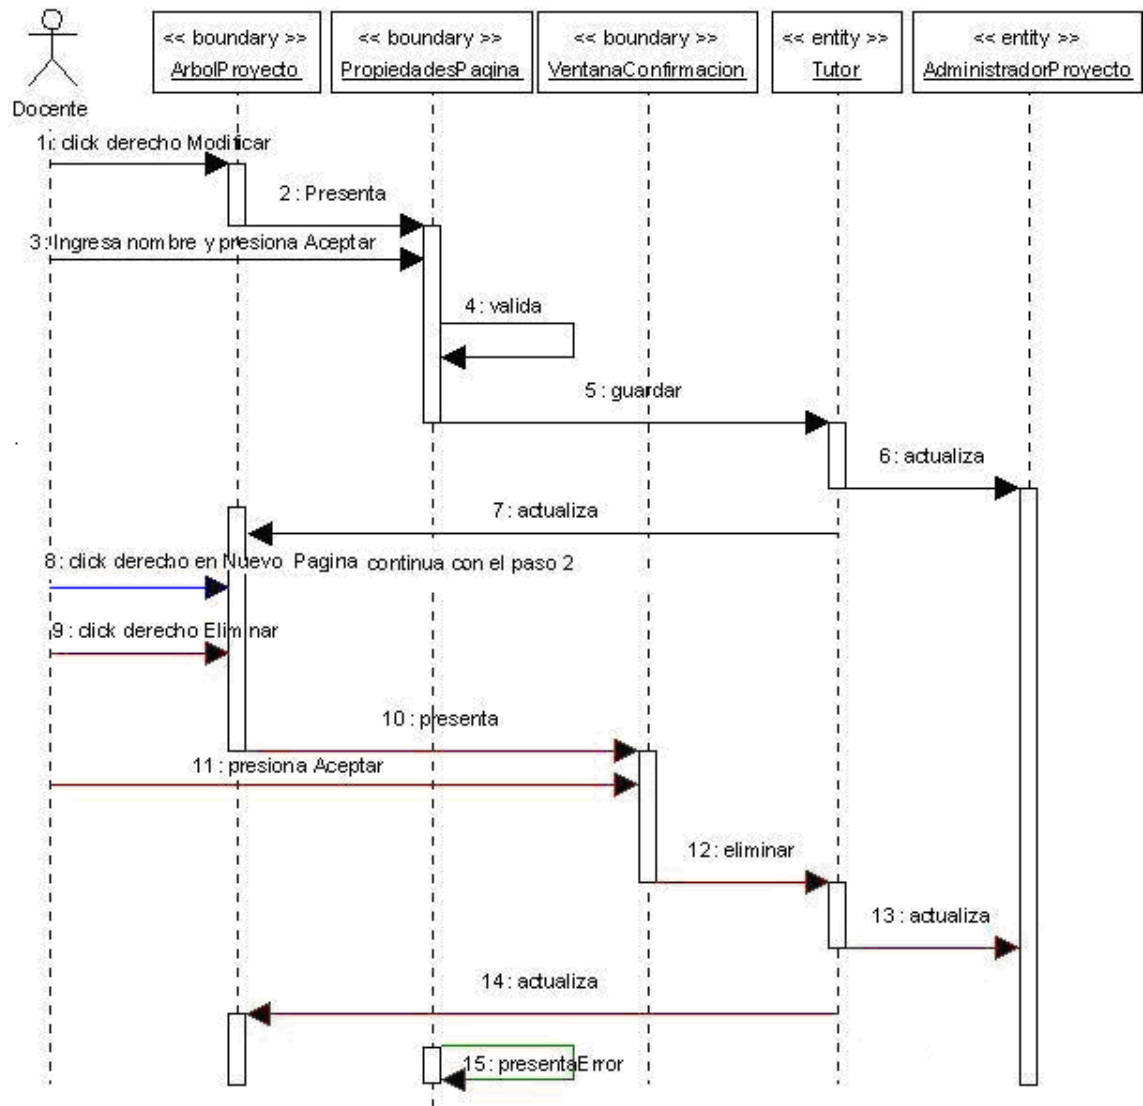 << boundary >>
ArbolProyecto
<< boundary >>
PropiedadesPagina
<< boundary >>
VentanaConfirmacion
<< entity >>
Tutor
<< entity >>
AdministradorProyecto
Docente
1: click derecho Modificar
2 : Presenta
3: Ingresa nombre y presiona Aceptar
4 : valida
5 : guardar
6 : actualiza
7 : actualiza
8 : click derecho en Nuevo Pagina continua con el paso 2
9 : click derecho Eliminar
10 : presenta
11 : presiona Aceptar
12 : eliminar
13 : actualiza
14 : actualiza
15 : presentaError